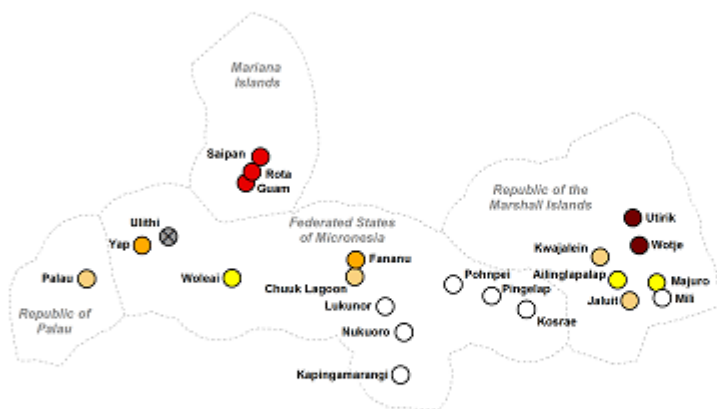 Mariana
Islands
Saipan
Rota
Guam
Republic of the
Marshall Islands
Utirik
Ulithi
Federated States
of Micronesia
Yap
Wotje
Kwajalein
Fananu
Palau
Woleai
Chuuk Lagoon
Pohnpei
Ailinglapalap
Majuro
Pingelap
Jaluit
Mili
Lukunor
Kosrae
Republic of
Palau
Nukuoro
Kapingamarangi